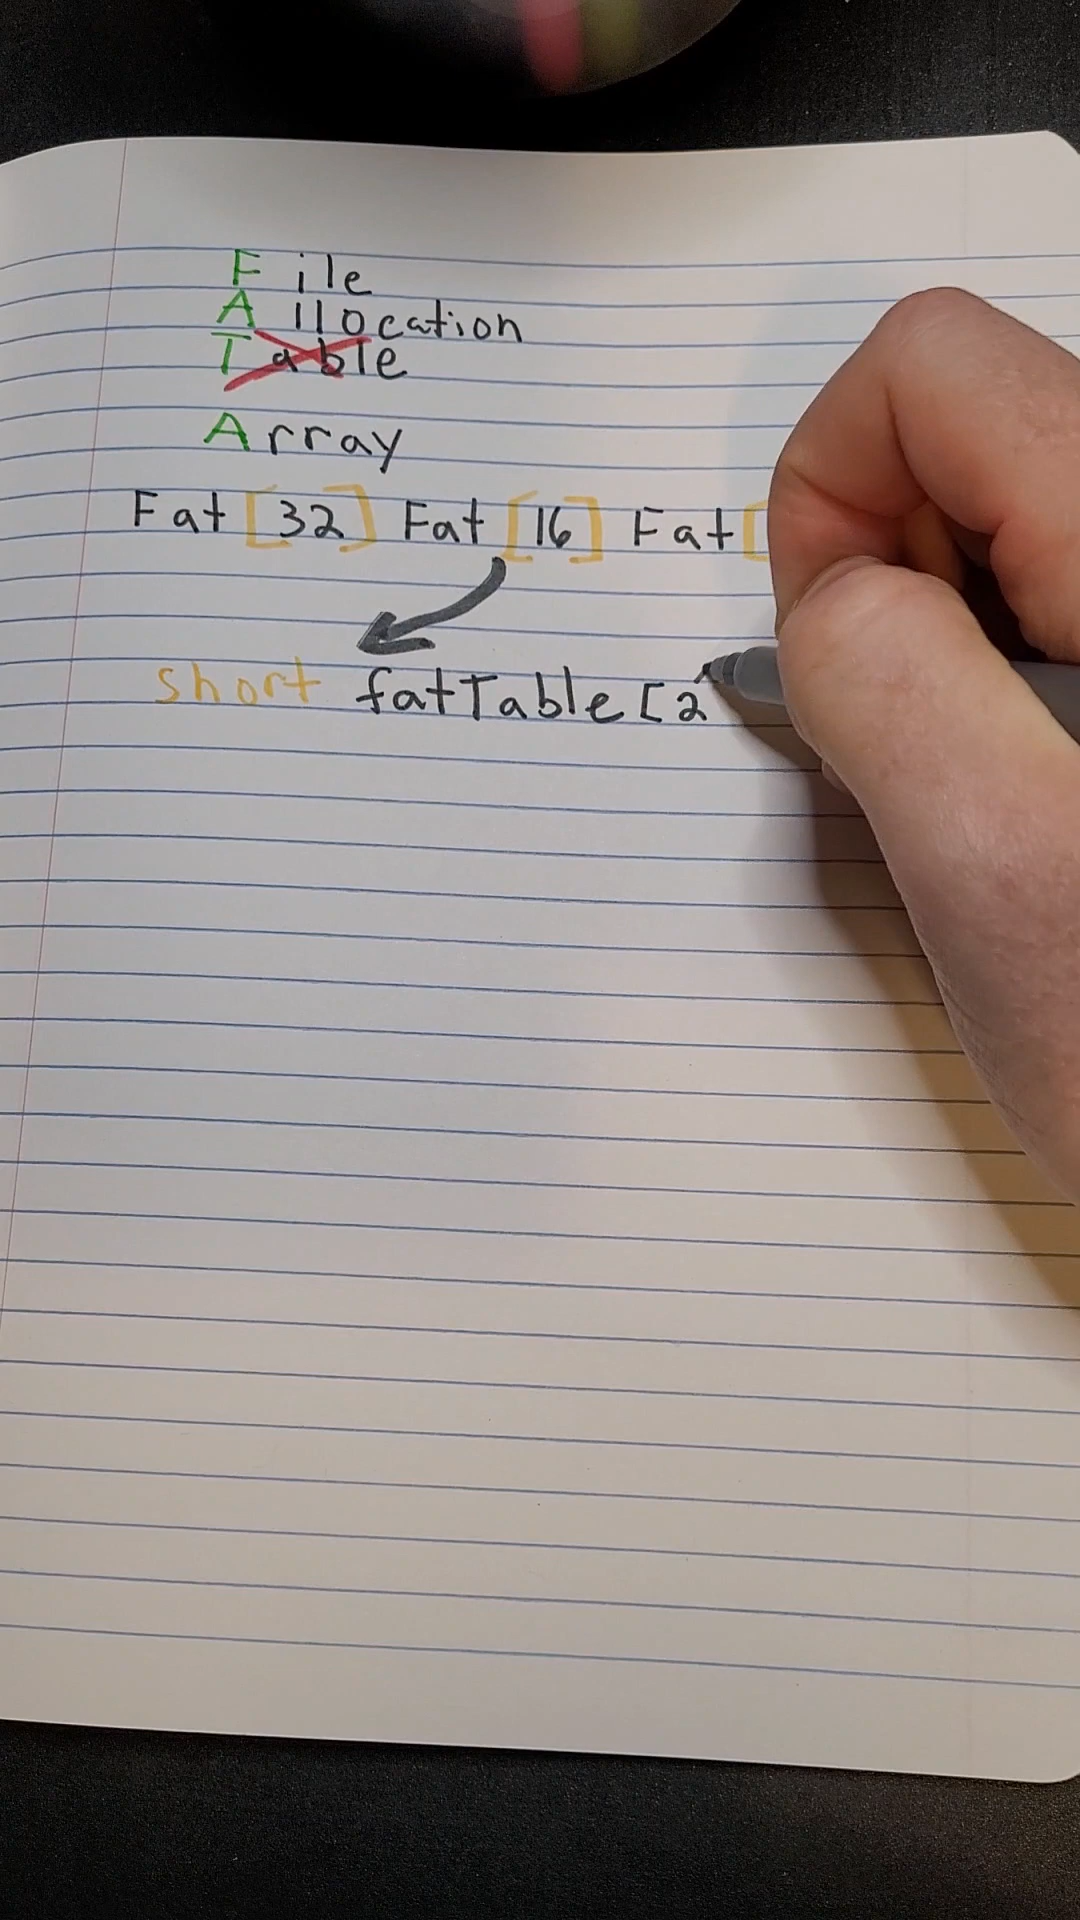 File
Allocation
Table
Array
Fat [32] Fat [16] Fat [
short fatTable [2^